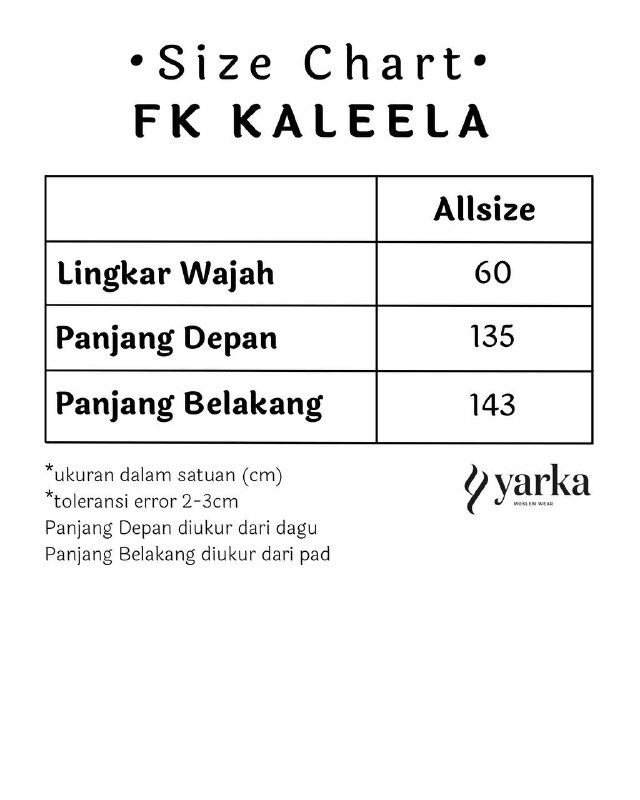 •Size Chart•
FK KALEELA
Allsize
Lingkar Wajah 60
Panjang Depan 135
Panjang Belakang 143
*ukuran dalam satuan (cm)
*toleransi error 2-3cm
Panjang Depan diukur dari dagu
Panjang Belakang diukur dari pad
yarka
MOSLEM WEAR